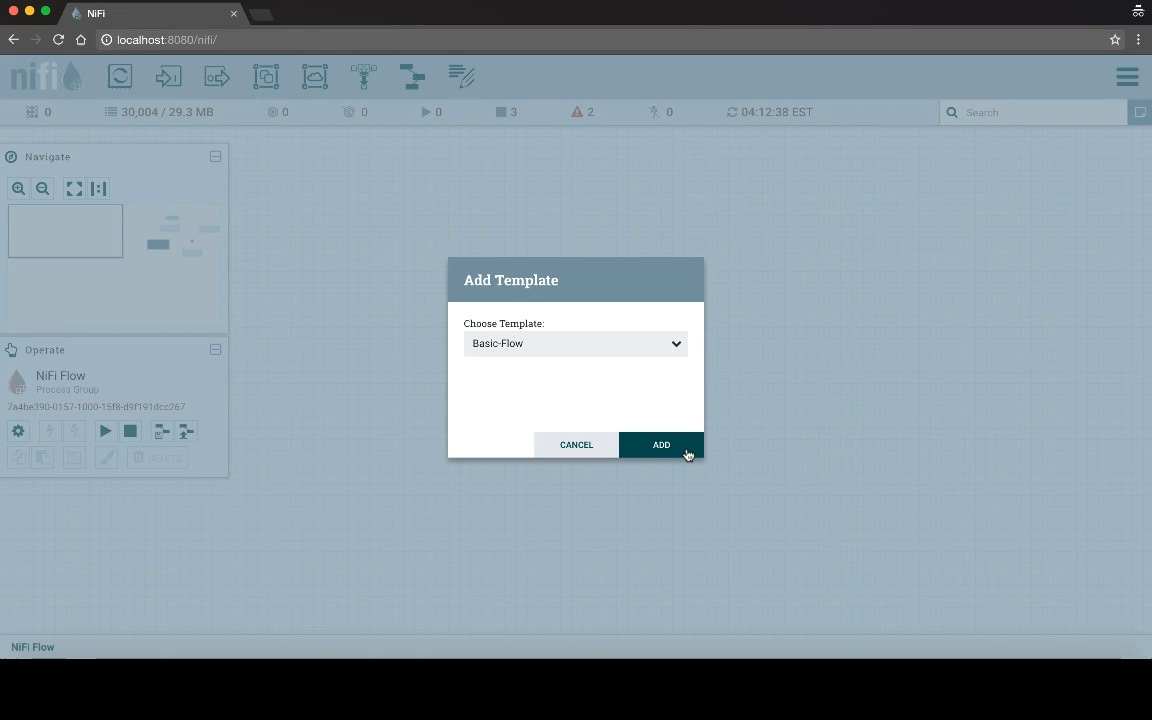 NiFi
localhost:8080/nifi/
nifi
0
30,004 / 29.3 MB
0
0
0
3
2
0
04:12:38 EST
Search
Navigate
Operate
NiFi Flow
Process Group
7a4be390-0157-1000-15f8-d9f191dcc267
DELETE
Add Template
Choose Template:
Basic-Flow
CANCEL
ADD
NiFi Flow